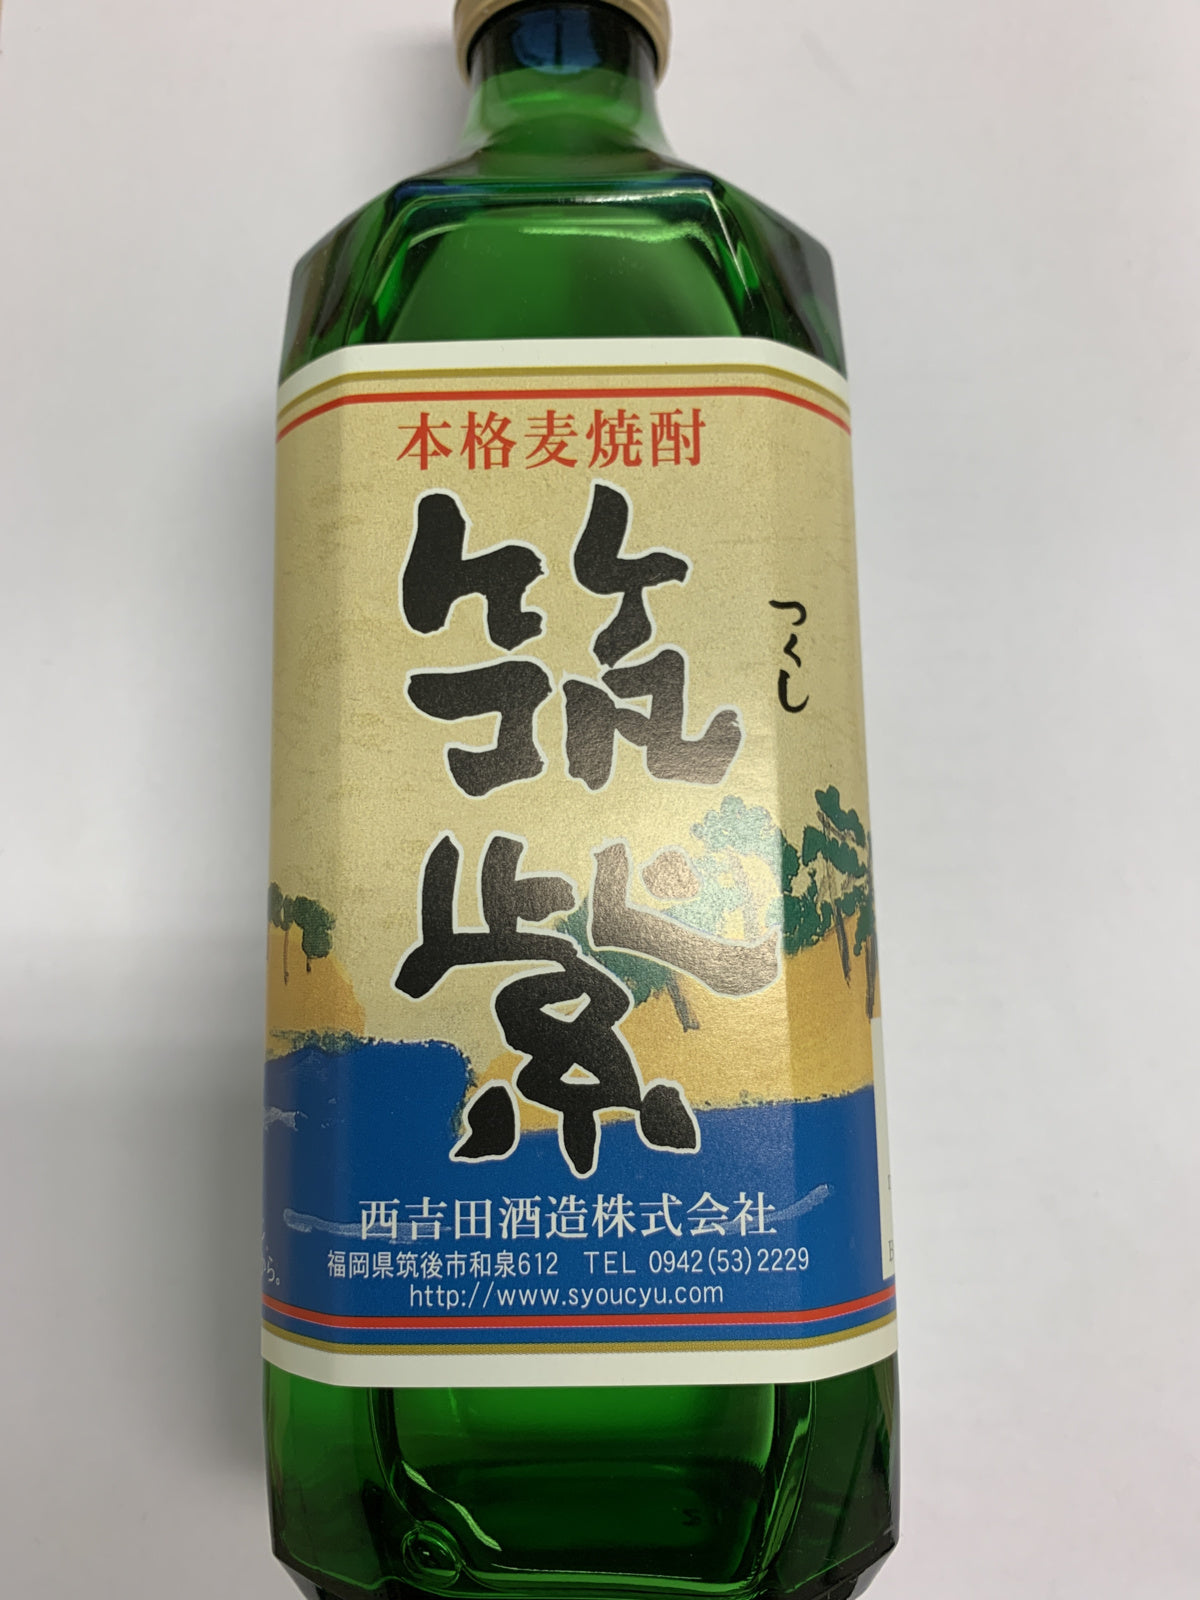 本格麦焼酎
筑紫
つくし
西吉田酒造株式会社
福岡県筑後市和泉612 TEL 0942(53)2229
http://www.syoucyu.com
ら。